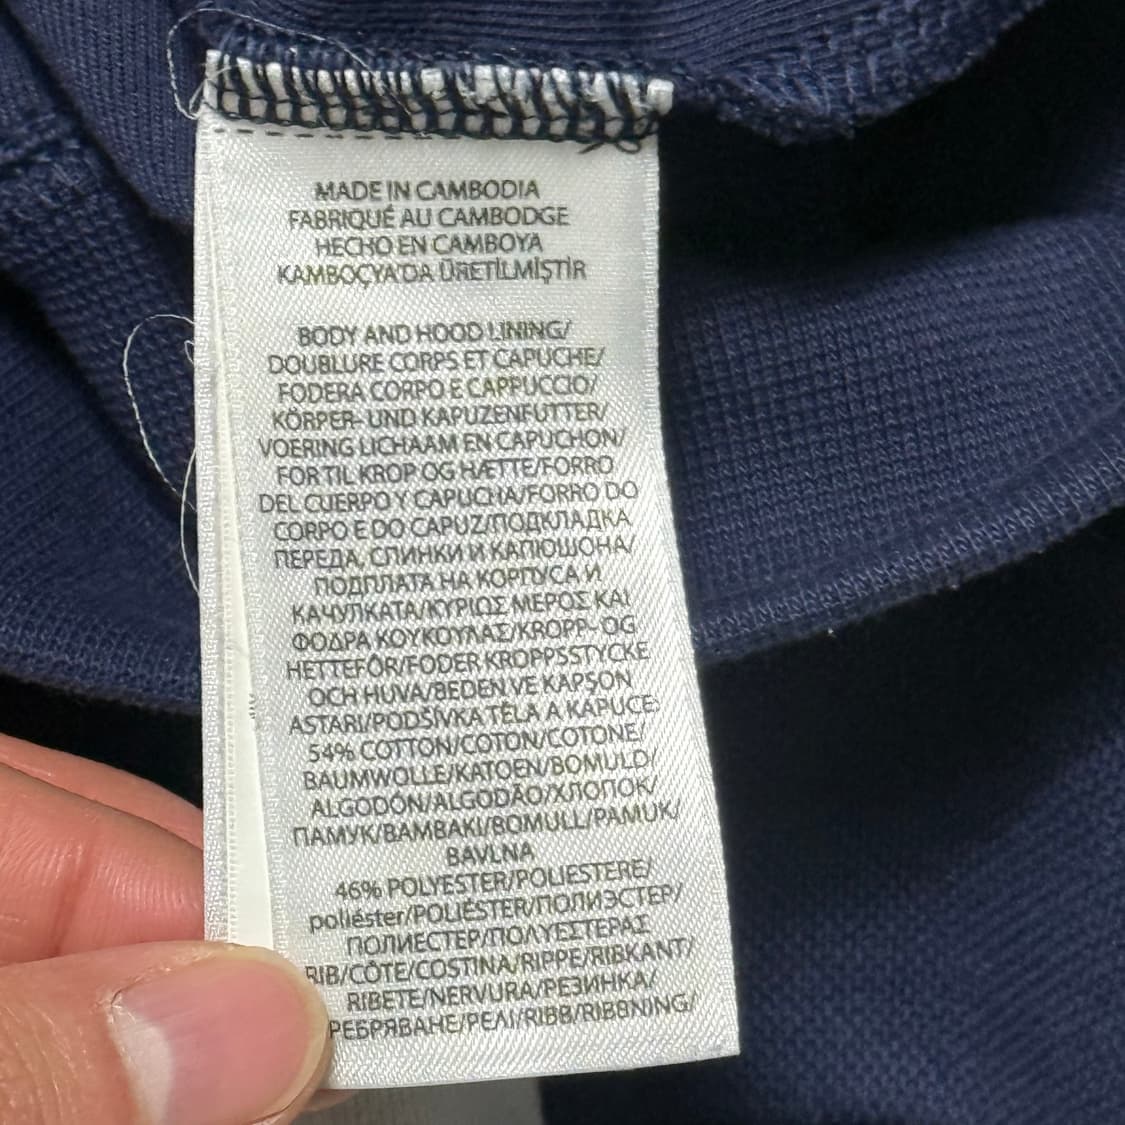 MADE IN CAMBODIA
FABRIQUÉ AU CAMBODGE
HECHO EN CAMBOYA
KAMBOÇYA'DA ÜRETİLMİŞTİR
BODY AND HOOD LINING/
DOUBLURE CORPS ET CAPUCHE/
FODERA CORPO E CAPPUCCIO/
KÖRPER- UND KAPUZENFUTTER/
VOERING LICHAAM EN CAPUCHON/
FOR TIL KROP OG HÆTTE/FORRO
DEL CUERPO Y CAPUCHA/FORRO DO
CORPO E DO CAPUZ/ПОДКЛАДКА
ПЕРЕДА, СПИНКИ И КАПЮШОНА/
ПОДПЛАТА НА КОРПУСА И
КАЧУЛКАТА/ΚΥΡΙΩΣ ΜΕΡΟΣ ΚΑΙ
ΦΟΔΡΑ ΚΟΥΚΟΥΛΑΣ/KROPP- OG
HETTEFÔR/FODER KROPPSSTYCKE
OCH HUVA/BEDEN VE KAPŞON
ASTARI/PODŠÍVKA TĚLA A KAPUCE:
54% COTTON/COTON/COTONE/
BAUMWOLLE/KATOEN/BOMULD/
ALGODÓN/ALGODÃO/ХЛОПОК/
ПАМУК/ΒΑΜΒΑΚΙ/BOMULL/PAMUK/
BAVLNA
46% POLYESTER/POLIESTERE/
poliéster/POLIÉSTER/ПОЛИЭСТЕР/
ПОЛИЕСТЕР/ΠΟΛΥΕΣΤΕΡΑΣ
RIB/CÔTE/COSTINA/RIPPE/RIBKANT/
RIBETE/NERVURA/РЕЗИНКА/
РЕБРЯВАНЕ/ΡΕΛΙ/RIBB/RIBBNING/